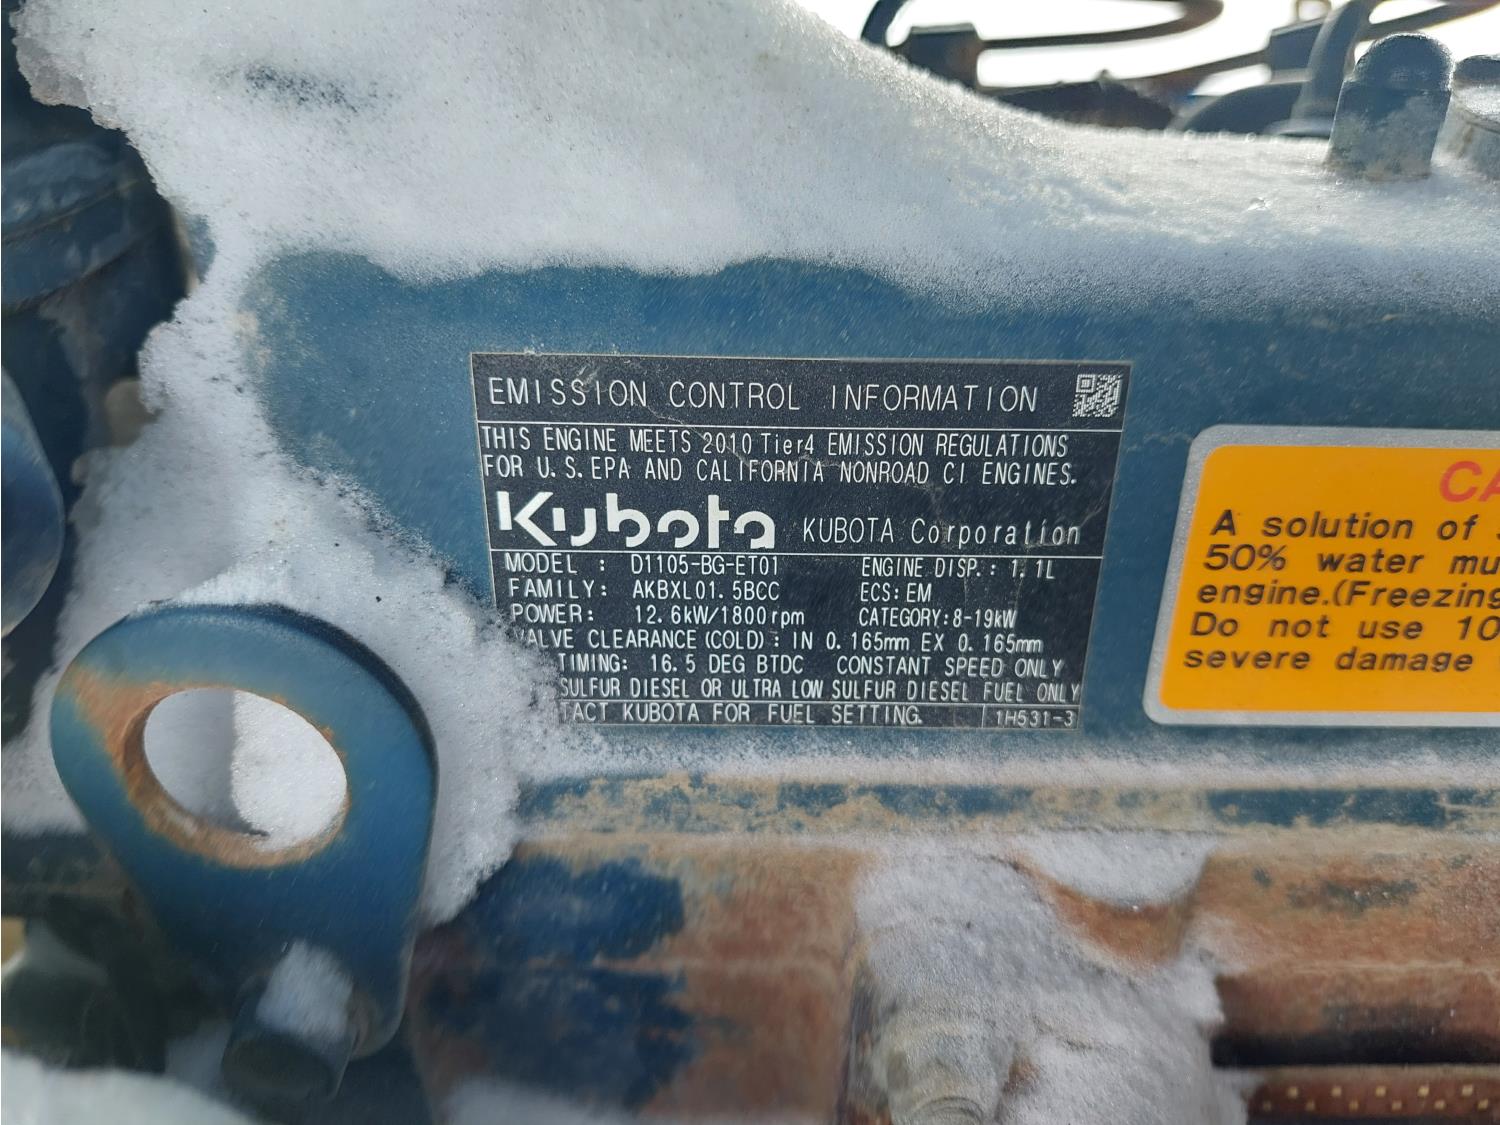 EMISSION CONTROL INFORMATION
THIS ENGINE MEETS 2010 Tier4 EMISSION REGULATIONS
FOR U.S.EPA AND CALIFORNIA NONROAD CI ENGINES.
Kubota KUBOTA Corporation
MODEL : D1105-BG-ET01 ENGINE DISP.: 1.1L
FAMILY: AKBXL01.5BCC ECS: EM
POWER: 12.6kW/1800rpm CATEGORY:8-19kW
VALVE CLEARANCE(COLD): IN 0.165mm EX 0.165mm
TIMING: 16.5 DEG BTDC CONSTANT SPEED ONLY
SULFUR DIESEL OR ULTRA LOW SULFUR DIESEL FUEL ONLY
TACT KUBOTA FOR FUEL SETTING. 1H531-3
CA
A solution of
50% water mu
engine.(Freezing
Do not use 10
severe damage